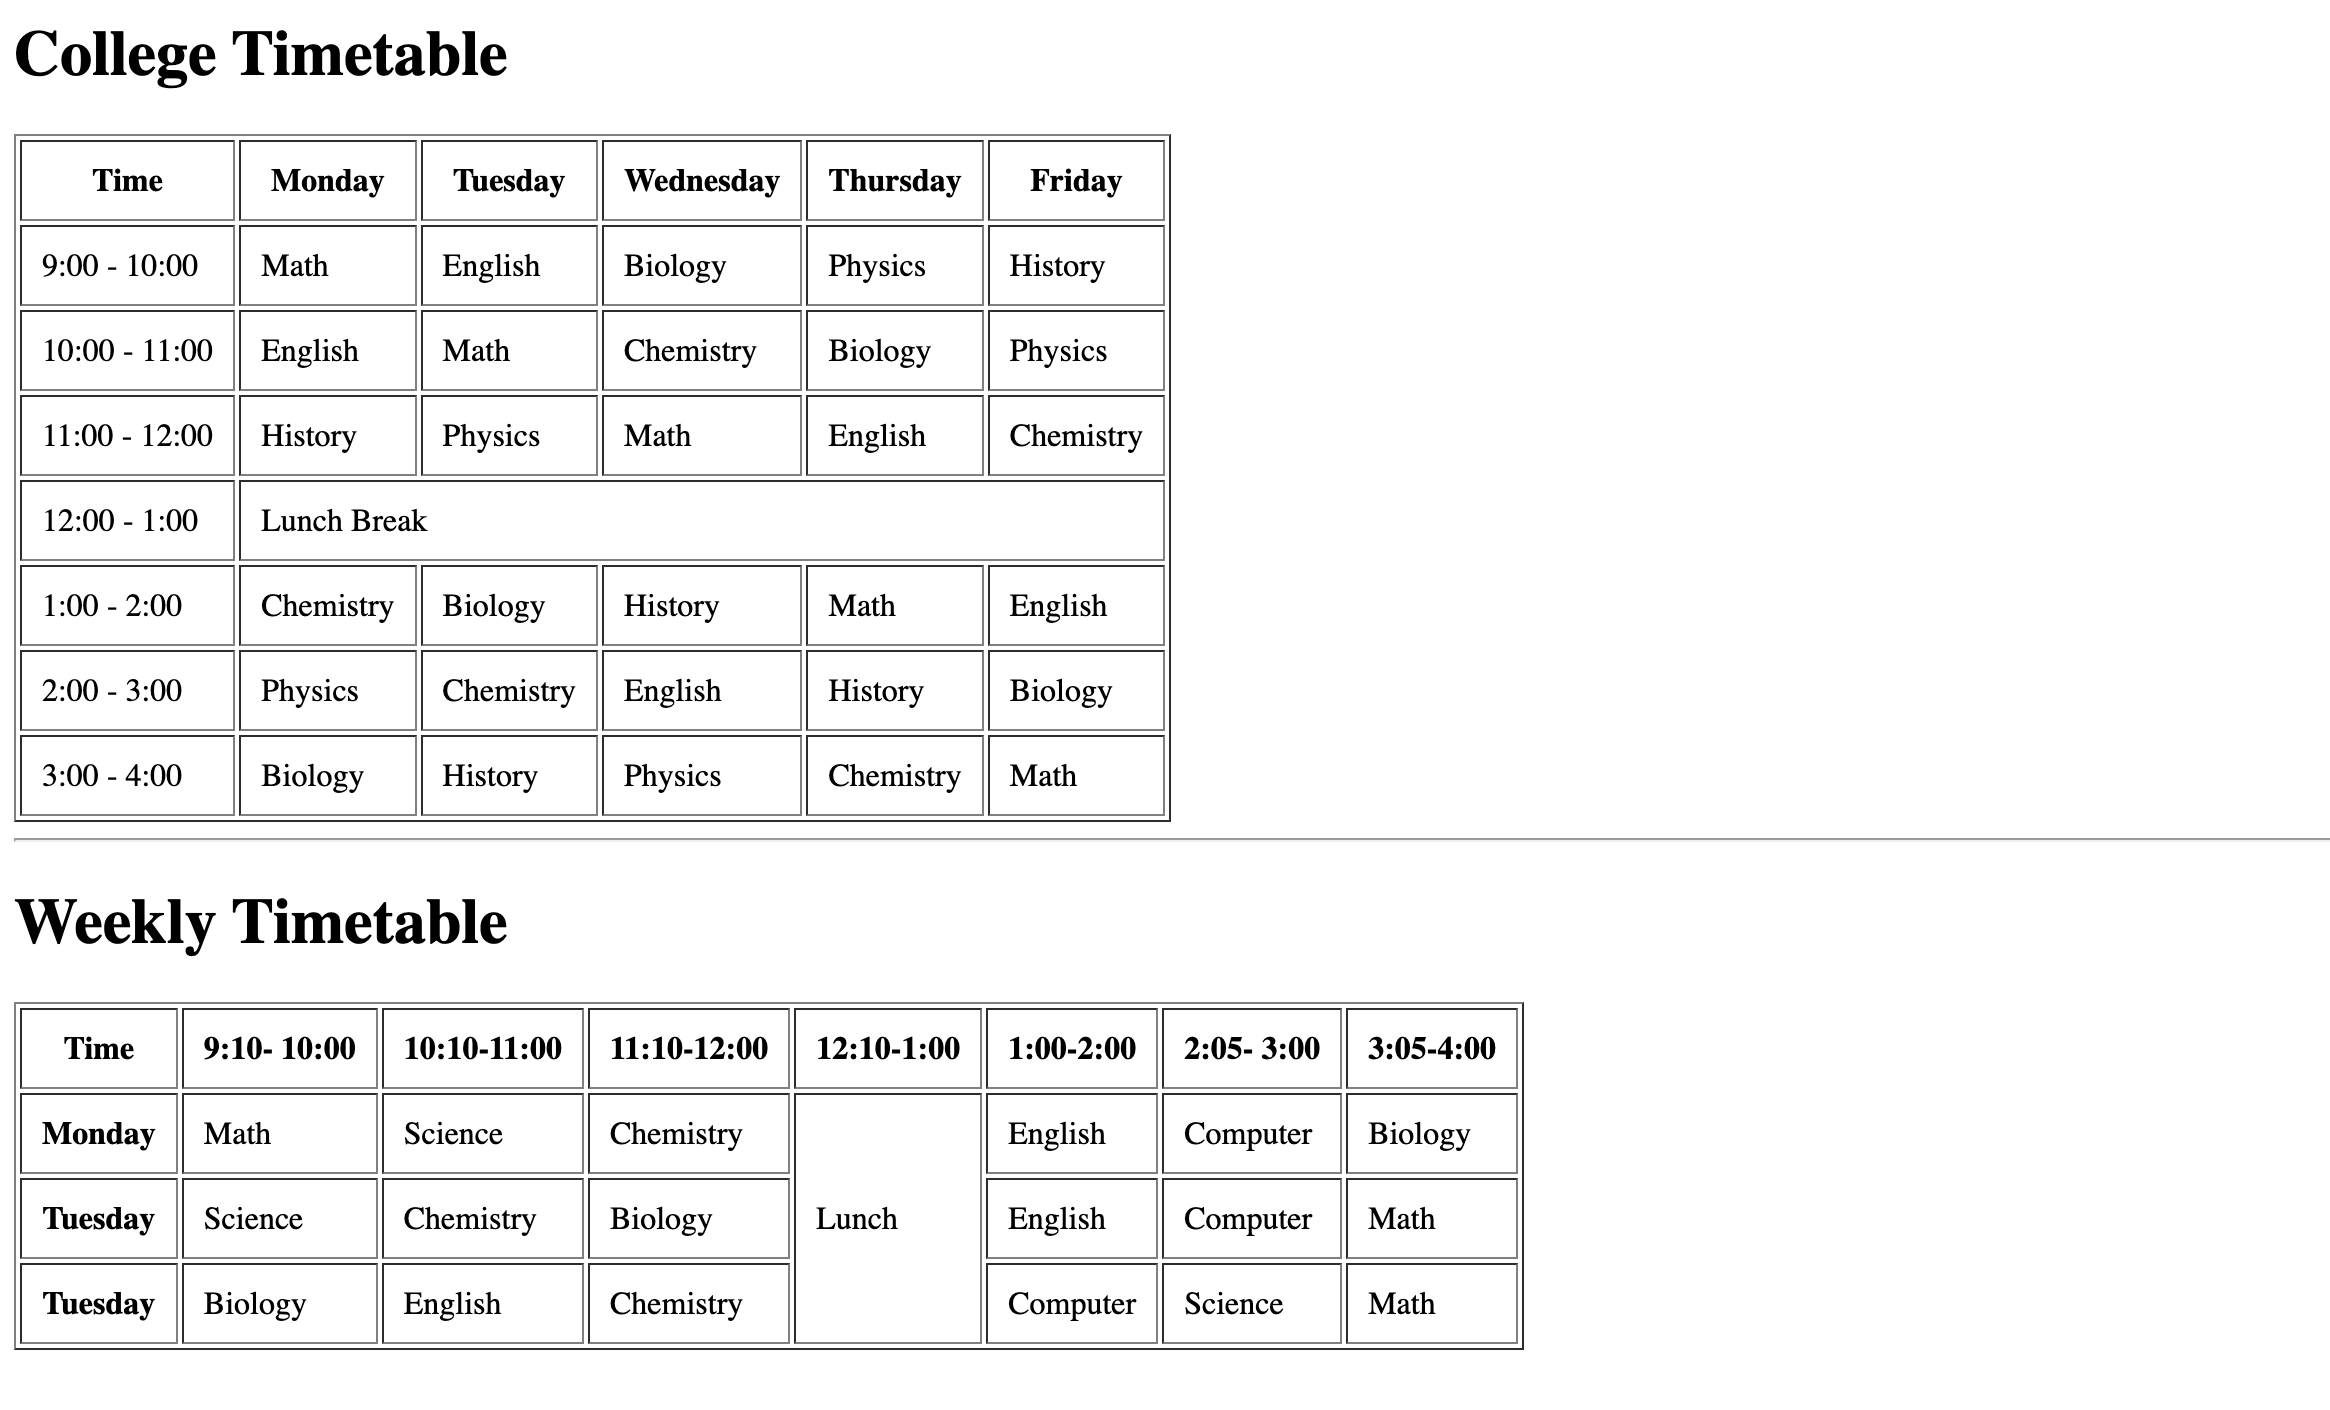 College Timetable
Time Monday Tuesday Wednesday Thursday Friday
9:00 - 10:00 Math English Biology Physics History
10:00 - 11:00 English Math Chemistry Biology Physics
11:00 - 12:00 History Physics Math English Chemistry
12:00 - 1:00 Lunch Break
1:00 - 2:00 Chemistry Biology History Math English
2:00 - 3:00 Physics Chemistry English History Biology
3:00 - 4:00 Biology History Physics Chemistry Math
Weekly Timetable
Time 9:10- 10:00 10:10-11:00 11:10-12:00 12:10-1:00 1:00-2:00 2:05- 3:00 3:05-4:00
Monday Math Science Chemistry English Computer Biology
Tuesday Science Chemistry Biology Lunch English Computer Math
Tuesday Biology English Chemistry Computer Science Math